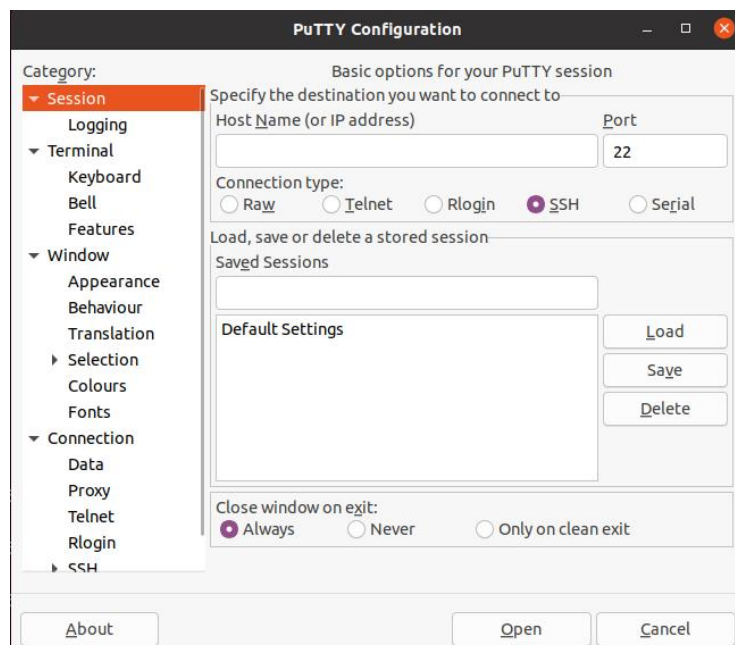 PuTTY Configuration
Category:
Session
Logging
Terminal
Keyboard
Bell
Features
Window
Appearance
Behaviour
Translation
Selection
Colours
Fonts
Connection
Data
Proxy
Telnet
Rlogin
SSH
Basic options for your PuTTY session
Specify the destination you want to connect to
Host Name (or IP address) Port
22
Connection type:
Raw Telnet Rlogin SSH Serial
Load, save or delete a stored session
Saved Sessions
Default Settings
Load
Save
Delete
Close window on exit:
Always Never Only on clean exit
About Open Cancel